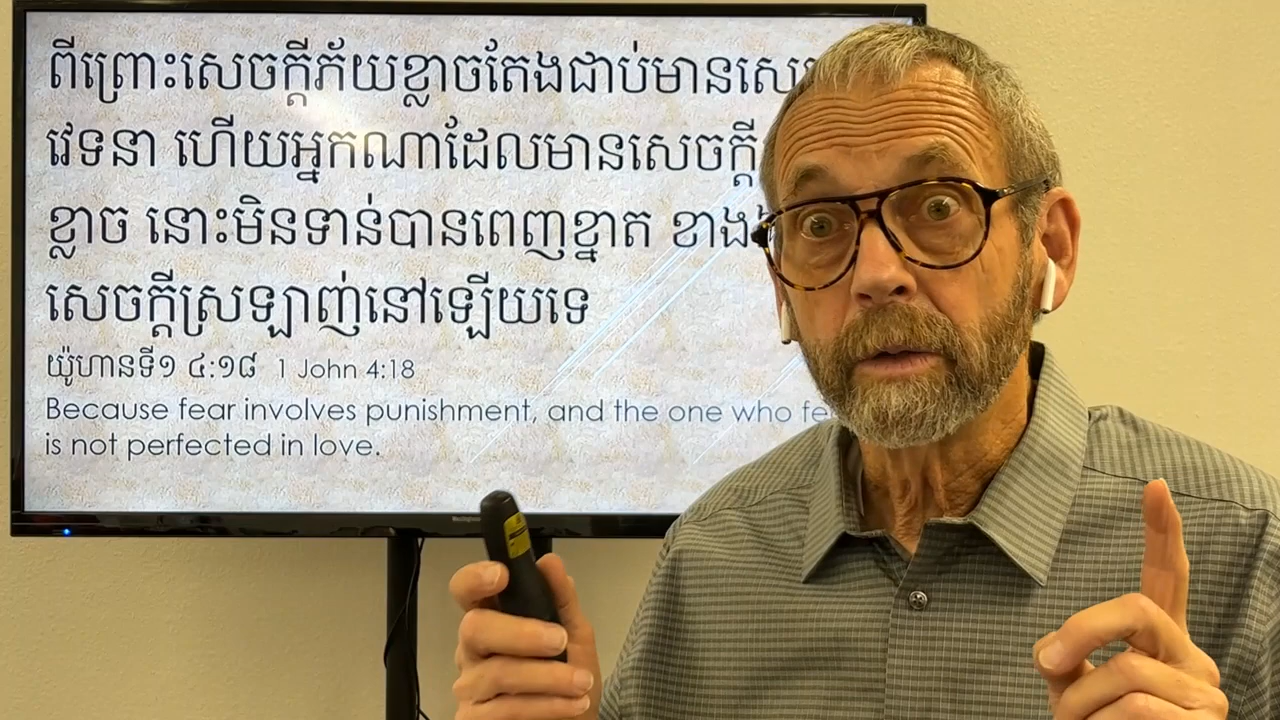 ពីព្រោះសេចក្ដីភ័យខ្លាចតែងជាប់មាន
វេទនា ហើយអ្នកណាដែលមានសេចក្ដី
ខ្លាច នោះមិនទាន់បានពេញខ្នាត ខាង
សេចក្ដីស្រឡាញ់នៅឡើយទេ
យ៉ូហានទី១ ៤:១៨ 1 John 4:18
Because fear involves punishment, and the one who
is not perfected in love.
Westinghouse